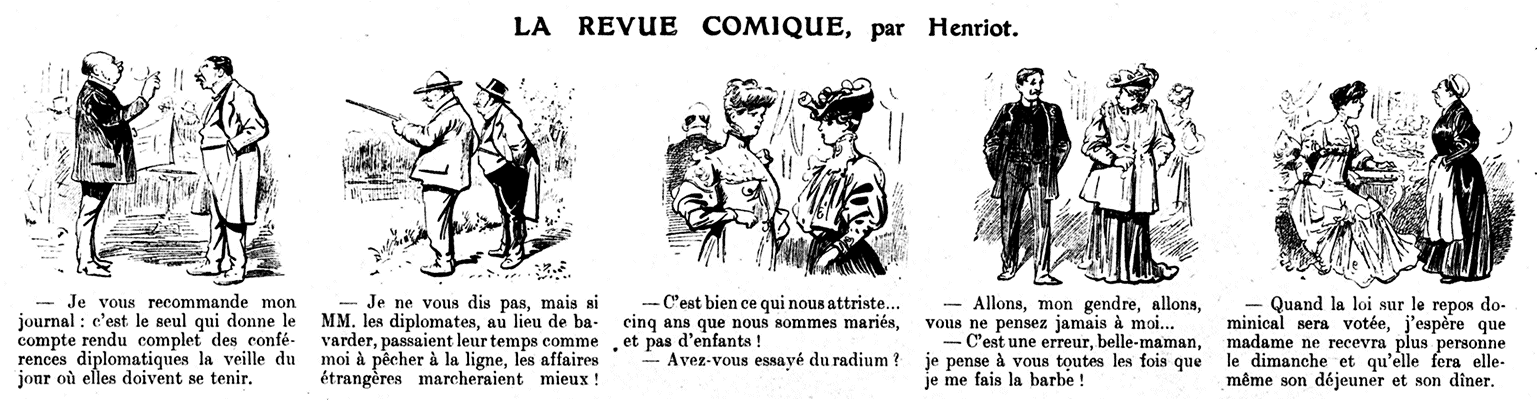 LA REVUE COMIQUE, par Henriot.
— Je vous recommande mon
journal : c'est le seul qui donne le
compte rendu complet des confé-
rences diplomatiques la veille du
jour où elles doivent se tenir.
— Je ne vous dis pas, mais si
MM. les diplomates, au lieu de ba-
varder, passaient leur temps comme
moi à pêcher à la ligne, les affaires
étrangères marcheraient mieux !
— C'est bien ce qui nous attriste...
cinq ans que nous sommes mariés,
et pas d'enfants !
— Avez-vous essayé du radium ?
— Allons, mon gendre, allons,
vous ne pensez jamais à moi...
— C'est une erreur, belle-maman,
je pense à vous toutes les fois que
je me fais la barbe !
— Quand la loi sur le repos do-
minical sera votée, j'espère que
madame ne recevra plus personne
le dimanche et qu'elle fera elle-
même son déjeuner et son dîner.